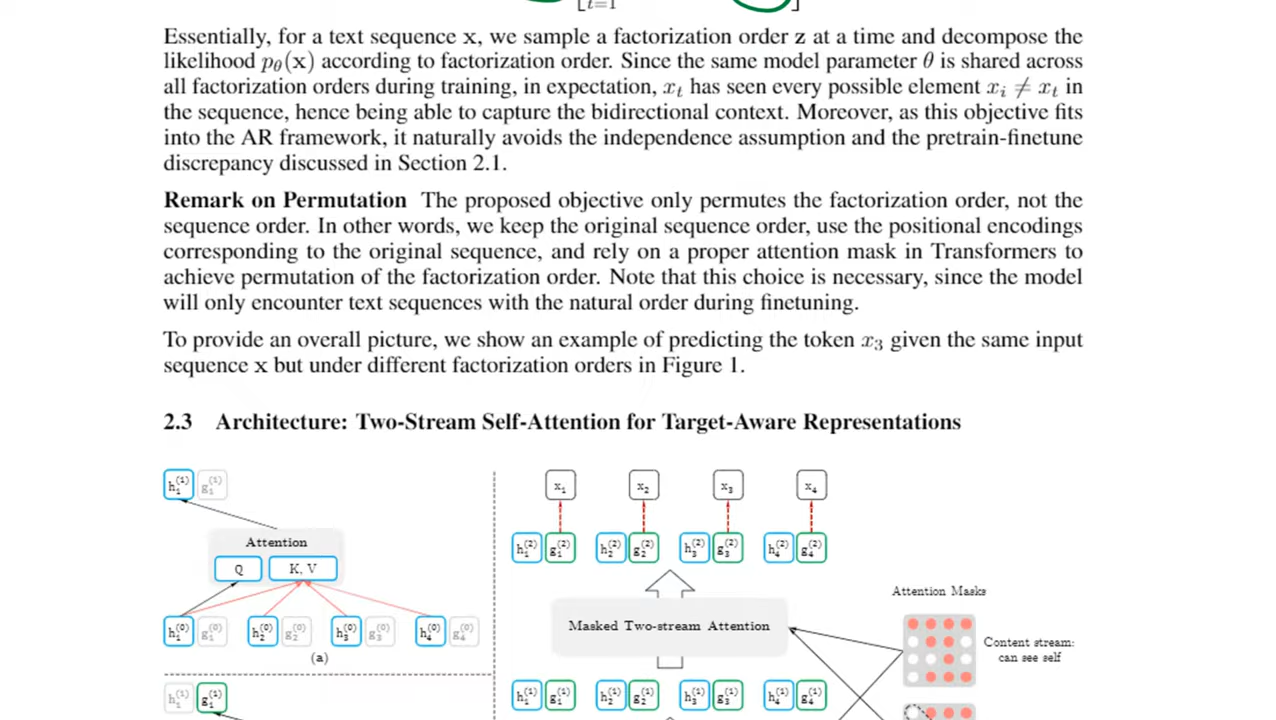 [t=1 ]
Essentially, for a text sequence x, we sample a factorization order z at a time and decompose the
likelihood pθ(x) according to factorization order. Since the same model parameter θ is shared across
all factorization orders during training, in expectation, xt has seen every possible element xi ≠ xt in
the sequence, hence being able to capture the bidirectional context. Moreover, as this objective fits
into the AR framework, it naturally avoids the independence assumption and the pretrain-finetune
discrepancy discussed in Section 2.1.
Remark on Permutation The proposed objective only permutes the factorization order, not the
sequence order. In other words, we keep the original sequence order, use the positional encodings
corresponding to the original sequence, and rely on a proper attention mask in Transformers to
achieve permutation of the factorization order. Note that this choice is necessary, since the model
will only encounter text sequences with the natural order during finetuning.
To provide an overall picture, we show an example of predicting the token x3 given the same input
sequence x but under different factorization orders in Figure 1.
2.3 Architecture: Two-Stream Self-Attention for Target-Aware Representations
h1(1) g1(1)
Attention
Q K, V
h1(0) g1(0) h2(0) g2(0) h3(0) g3(0) h4(0) g4(0)
(a)
h1(1) g1(1)
x1 x2 x3 x4
h1(2) g1(2) h2(2) g2(2) h3(2) g3(2) h4(2) g4(2)
Masked Two-stream Attention
h1(1) g1(1) h2(1) g2(1) h3(1) g3(1) h4(1) g4(1)
Attention Masks
Content stream:
can see self